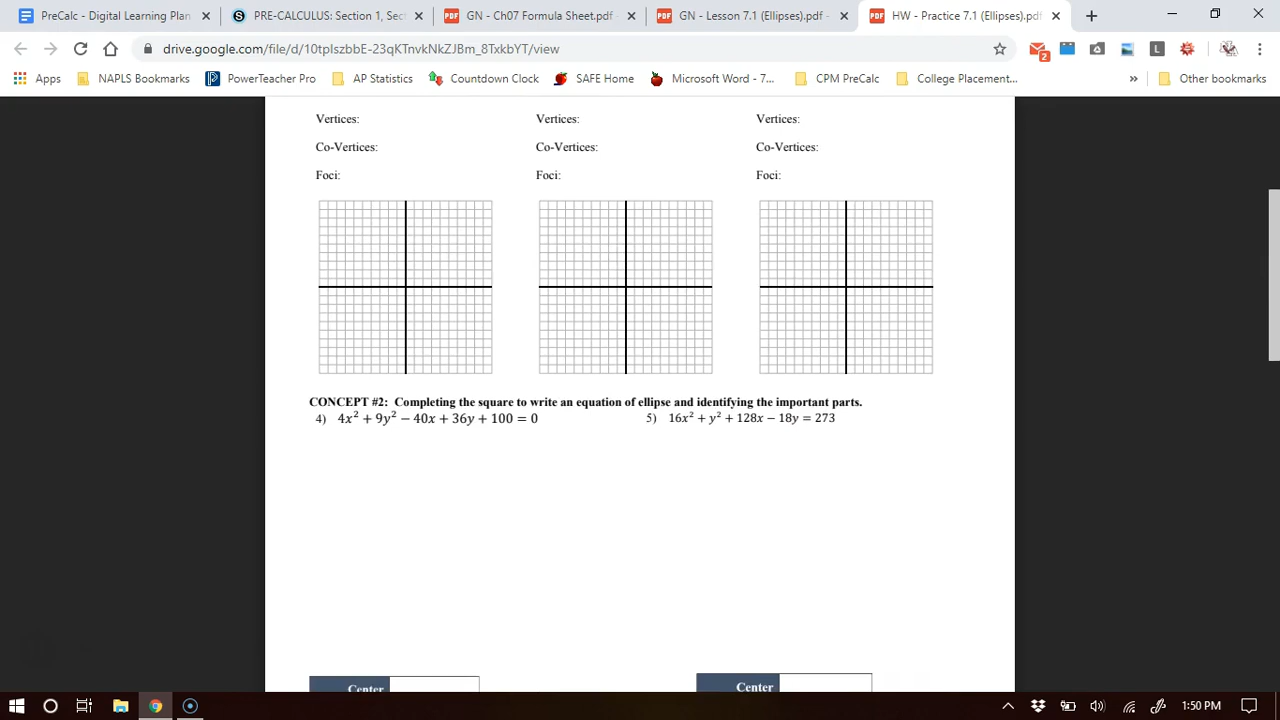 PreCalc - Digital Learning Plan
PRE-CALCULUS: Section 1, Se
GN - Ch07 Formula Sheet.pdf -
GN - Lesson 7.1 (Ellipses).pdf -
HW - Practice 7.1 (Ellipses).pdf
drive.google.com/file/d/10tpIszbbE-23qKTnvkNkZJBm_8TxkbYT/view
2
L
Apps
NAPLS Bookmarks
PowerTeacher Pro
AP Statistics
Countdown Clock
SAFE Home
Microsoft Word - 7...
CPM PreCalc
College Placement...
»
Other bookmarks
Vertices: Vertices: Vertices:
Co-Vertices: Co-Vertices: Co-Vertices:
Foci: Foci: Foci:
CONCEPT #2: Completing the square to write an equation of ellipse and identifying the important parts.
4) 4x² + 9y² − 40x + 36y + 100 = 0 5) 16x² + y² + 128x − 18y = 273
Center Center
1:50 PM